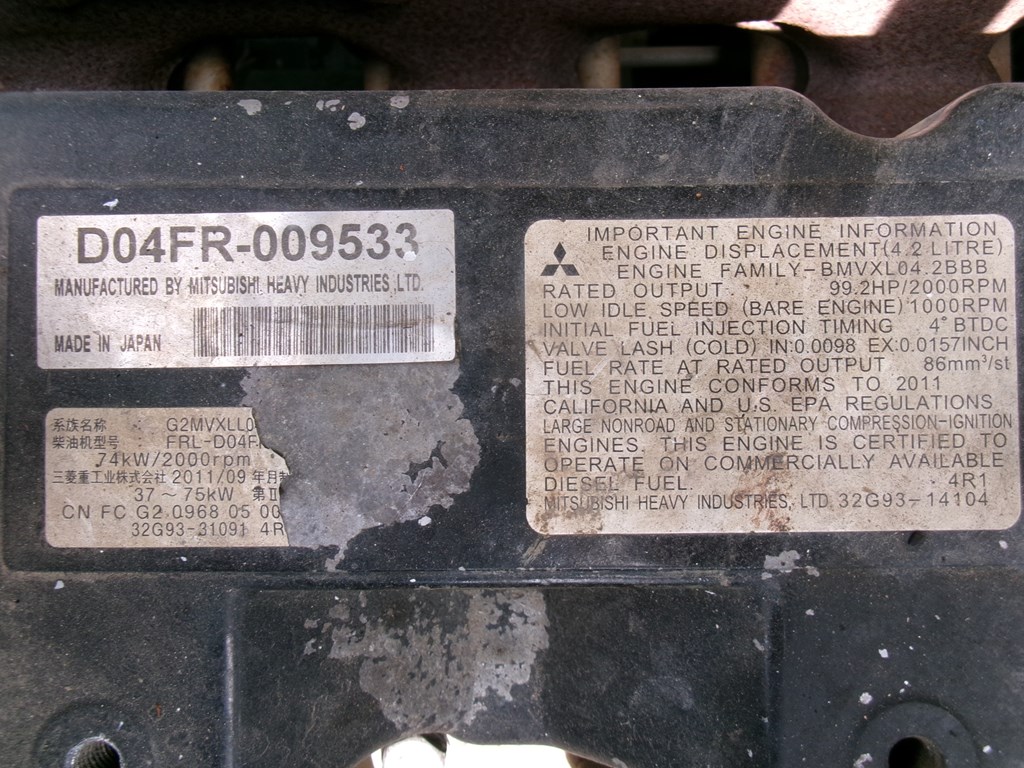 D04FR-009533
MANUFACTURED BY MITSUBISHI HEAVY INDUSTRIES, LTD.
MADE IN JAPAN
系族名称 : G2MVXLL0
柴油机型号 : FRL-D04F
74kW/2000rpm
三菱重工业株式会社 2011/09 年月制
37~75kW 第II
CN FC G2 0968 05 00
32G93-31091 4R
IMPORTANT ENGINE INFORMATION
ENGINE DISPLACEMENT(4.2 LITRE)
ENGINE FAMILY-BMVXL04.2BBB
RATED OUTPUT 99.2HP/2000RPM
LOW IDLE SPEED (BARE ENGINE) 1000RPM
INITIAL FUEL INJECTION TIMING 4°BTDC
VALVE LASH (COLD) IN:0.0098 EX:0.0157INCH
FUEL RATE AT RATED OUTPUT 86mm³/st
THIS ENGINE CONFORMS TO 2011
CALIFORNIA AND U.S. EPA REGULATIONS
LARGE NONROAD AND STATIONARY COMPRESSION-IGNITION
ENGINES. THIS ENGINE IS CERTIFIED TO
OPERATE ON COMMERCIALLY AVAILABLE
DIESEL FUEL. 4R1
MITSUBISHI HEAVY INDUSTRIES, LTD. 32G93-14104